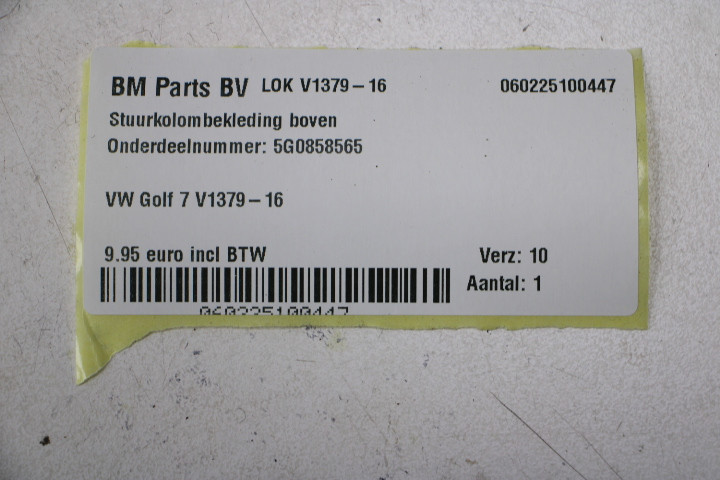 BM Parts BV LOK V1379-16 060225100447
Stuurkolombekleding boven
Onderdeelnummer: 5G0858565
VW Golf 7 V1379-16
9.95 euro incl BTW Verz: 10
Aantal: 1
060225100447